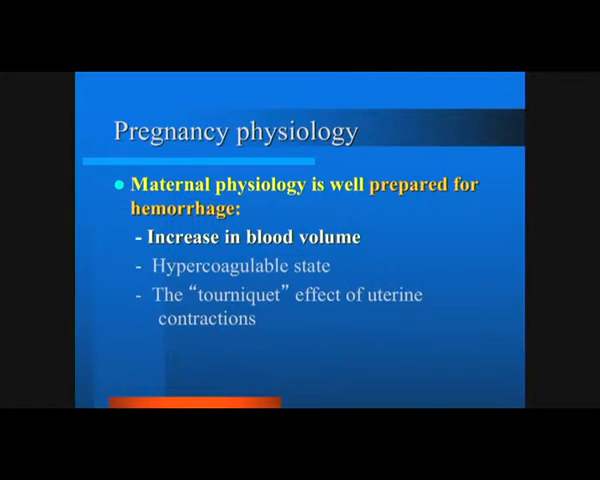 Pregnancy physiology
● Maternal physiology is well prepared for
hemorrhage:
- Increase in blood volume
- Hypercoagulable state
- The “tourniquet” effect of uterine
contractions